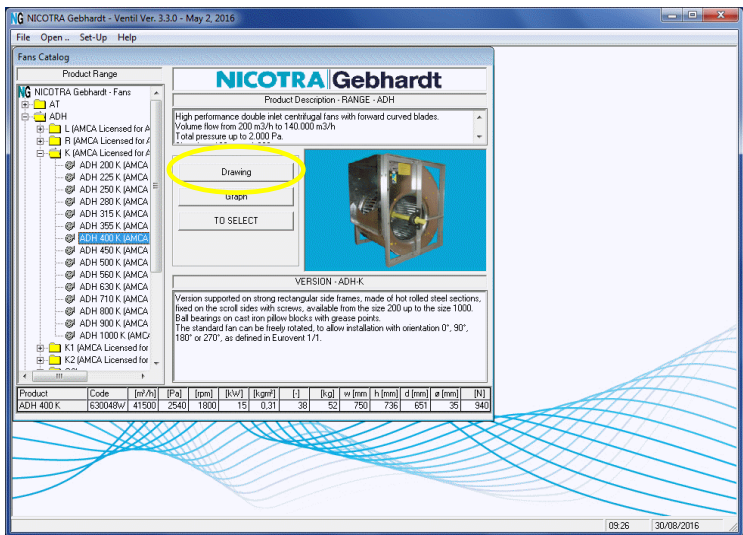 NICOTRA Gebhardt - Ventil Ver. 3.3.0 - May 2, 2016
File Open .. Set-Up Help
Fans Catalog
Product Range
NICOTRA Gebhardt - Fans
AT
ADH
L (AMCA Licensed for A
R (AMCA Licensed for A
K (AMCA Licensed for A
ADH 200 K (AMCA
ADH 225 K (AMCA
ADH 250 K (AMCA
ADH 280 K (AMCA
ADH 315 K (AMCA
ADH 355 K (AMCA
ADH 400 K (AMCA
ADH 450 K (AMCA
ADH 500 K (AMCA
ADH 560 K (AMCA
ADH 630 K (AMCA
ADH 710 K (AMCA
ADH 800 K (AMCA
ADH 900 K (AMCA
ADH 1000 K (AMCA
K1 (AMCA Licensed for
K2 (AMCA Licensed for
NICOTRA Gebhardt
Product Description - RANGE - ADH
High performance double inlet centrifugal fans with forward curved blades.
Volume flow from 200 m3/h to 140.000 m3/h
Total pressure up to 2.000 Pa.
Drawing
Graph
TO SELECT
VERSION - ADH-K
Version supported on strong rectangular side frames, made of hot rolled steel sections,
fixed on the scroll sides with screws, available from the size 200 up to the size 1000.
Ball bearings on cast iron pillow blocks with grease points.
The standard fan can be freely rotated, to allow installation with orientation 0°, 90°,
180° or 270°, as defined in Eurovent 1/1.
Product Code [m³/h] [Pa] [rpm] [kW] [kgm²] [-] [kg] w [mm h [mm] d [mm] ø [mm] [N]
ADH 400 K 630048W 41500 2540 1800 15 0,31 38 52 750 736 651 35 940
09:26 30/08/2016